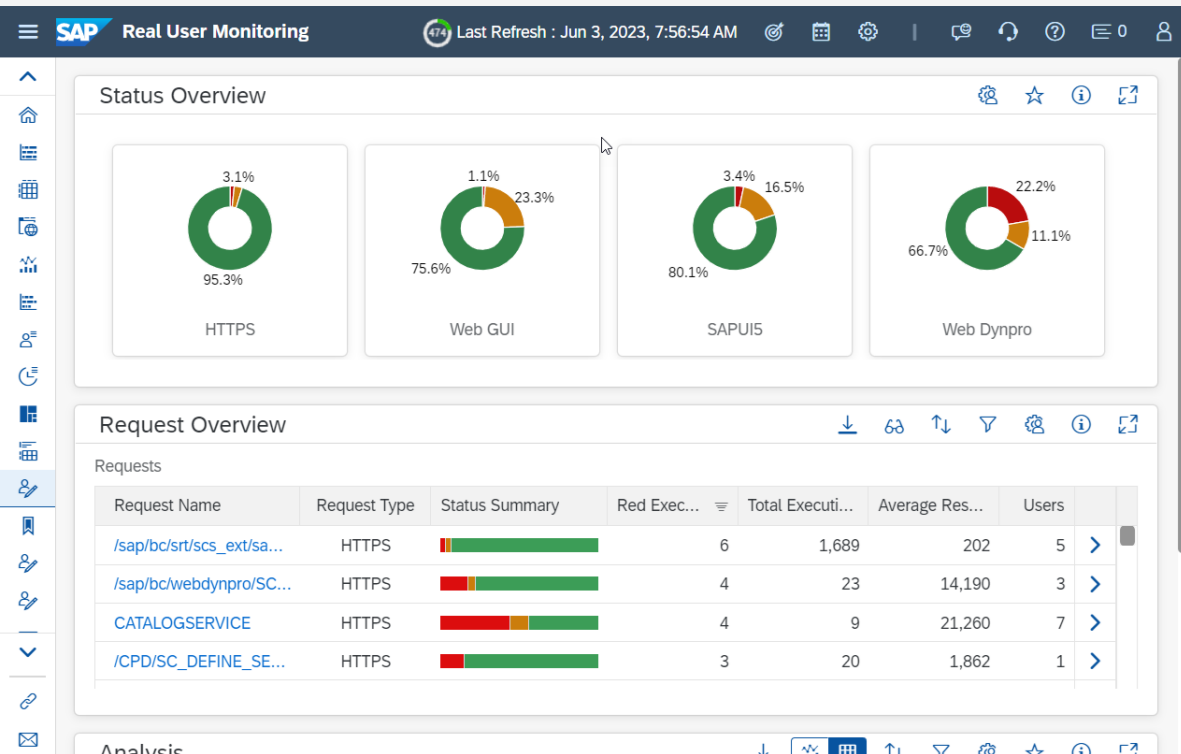 SAP Real User Monitoring 474 Last Refresh : Jun 3, 2023, 7:56:54 AM 0
Status Overview
3.1%
95.3%
HTTPS
1.1%
23.3%
75.6%
Web GUI
3.4%
16.5%
80.1%
SAPUI5
22.2%
11.1%
66.7%
Web Dynpro
Request Overview
Requests
Request Name Request Type Status Summary Red Exec... Total Executi... Average Res... Users
/sap/bc/srt/scs_ext/sa... HTTPS 6 1,689 202 5
/sap/bc/webdynpro/SC... HTTPS 4 23 14,190 3
CATALOGSERVICE HTTPS 4 9 21,260 7
/CPD/SC_DEFINE_SE... HTTPS 3 20 1,862 1
Analysis